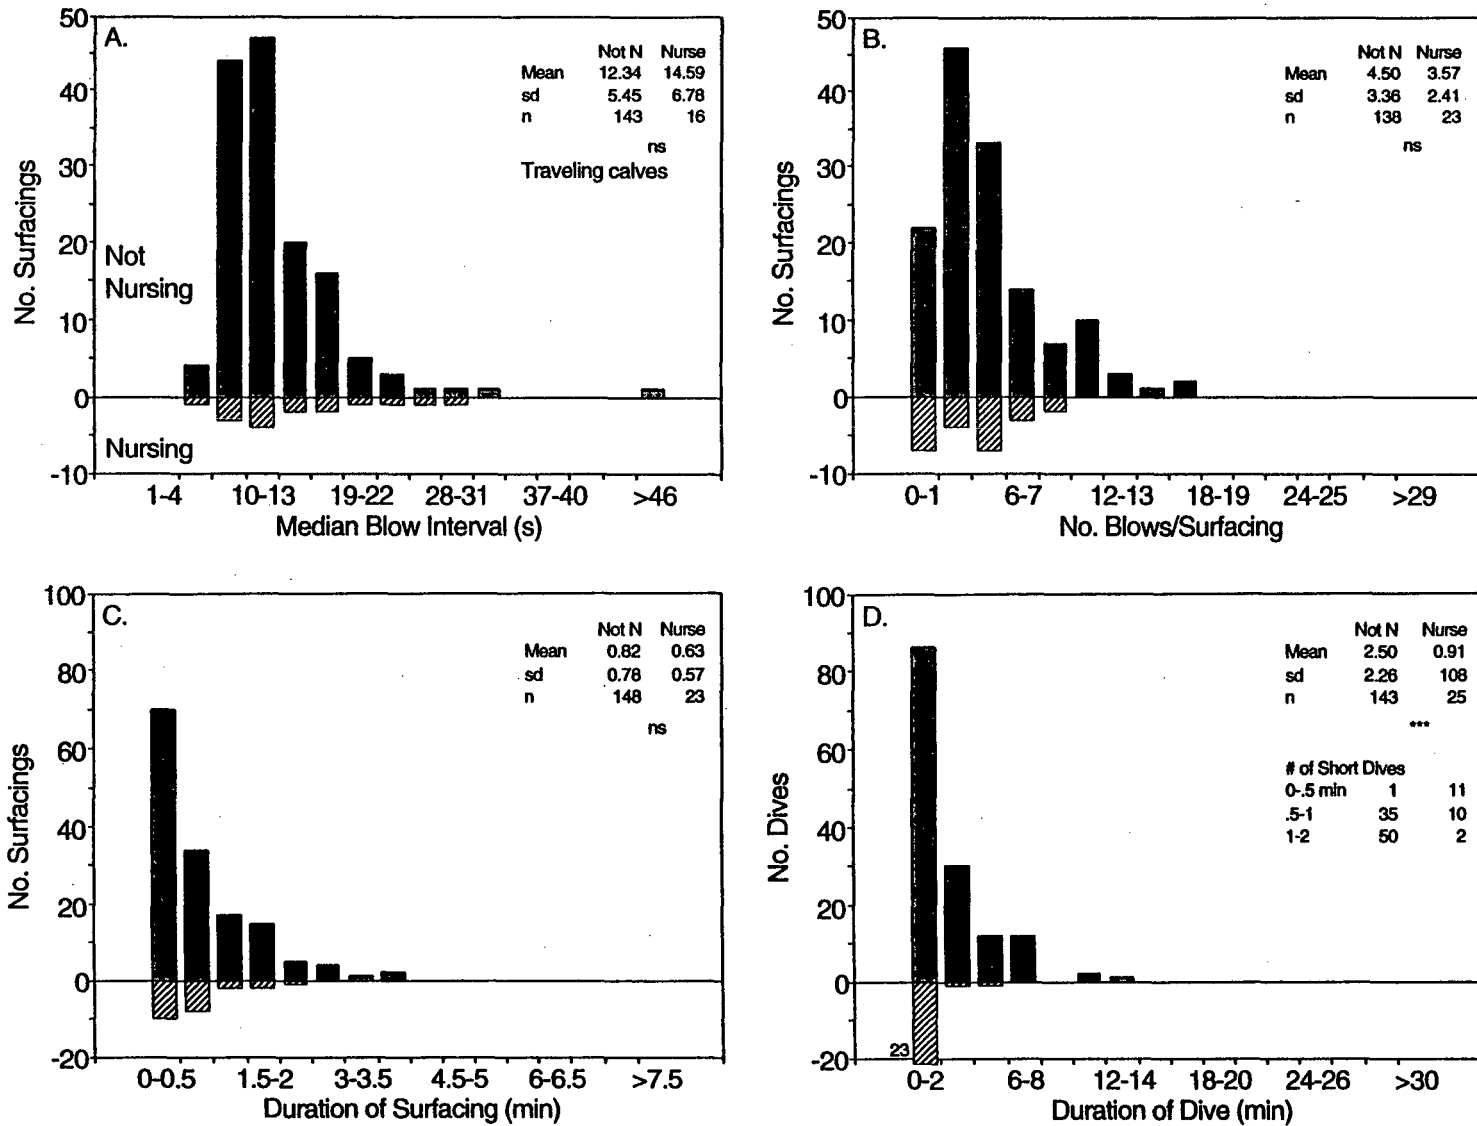 A.
50
40
30
20
10
0
-10
No. Surfacings
Not N Nurse
Mean 12.34 14.59
sd 5.45 6.78
n 143 16
ns
Traveling calves
Not
Nursing
Nursing
1-4 10-13 19-22 28-31 37-40 >46
Median Blow Interval (s)
B.
50
40
30
20
10
0
-10
No. Surfacings
Not N Nurse
Mean 4.50 3.57
sd 3.36 2.41
n 138 23
ns
0-1 6-7 12-13 18-19 24-25 >29
No. Blows/Surfacing
C.
100
80
60
40
20
0
-20
No. Surfacings
Not N Nurse
Mean 0.82 0.63
sd 0.78 0.57
n 148 23
ns
0-0.5 1.5-2 3-3.5 4.5-5 6-6.5 >7.5
Duration of Surfacing (min)
D.
100
80
60
40
20
0
-20
No. Dives
Not N Nurse
Mean 2.50 0.91
sd 2.26 108
n 143 25
***
# of Short Dives
0-.5 min 1 11
.5-1 35 10
1-2 50 2
23
0-2 6-8 12-14 18-20 24-26 >30
Duration of Dive (min)